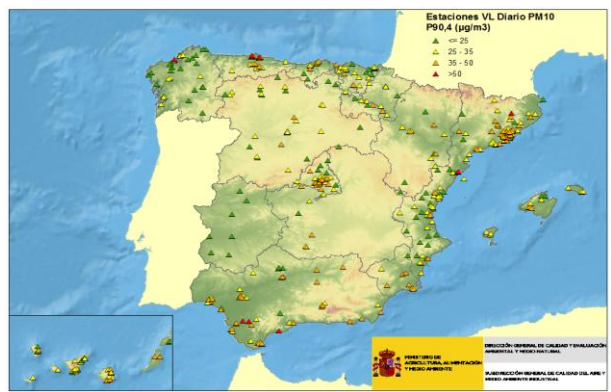 Estaciones VL Diario PM10
P90,4 (µg/m3)
<= 25
25 - 35
35 - 50
>50
MINISTERIO DE
AGRICULTURA, ALIMENTACIÓN
Y MEDIO AMBIENTE
DIRECCIÓN GENERAL DE CALIDAD Y EVALUACIÓN
AMBIENTAL Y MEDIO NATURAL
SUBDIRECCIÓN GENERAL DE CALIDAD DEL AIRE Y
MEDIO AMBIENTE INDUSTRIAL